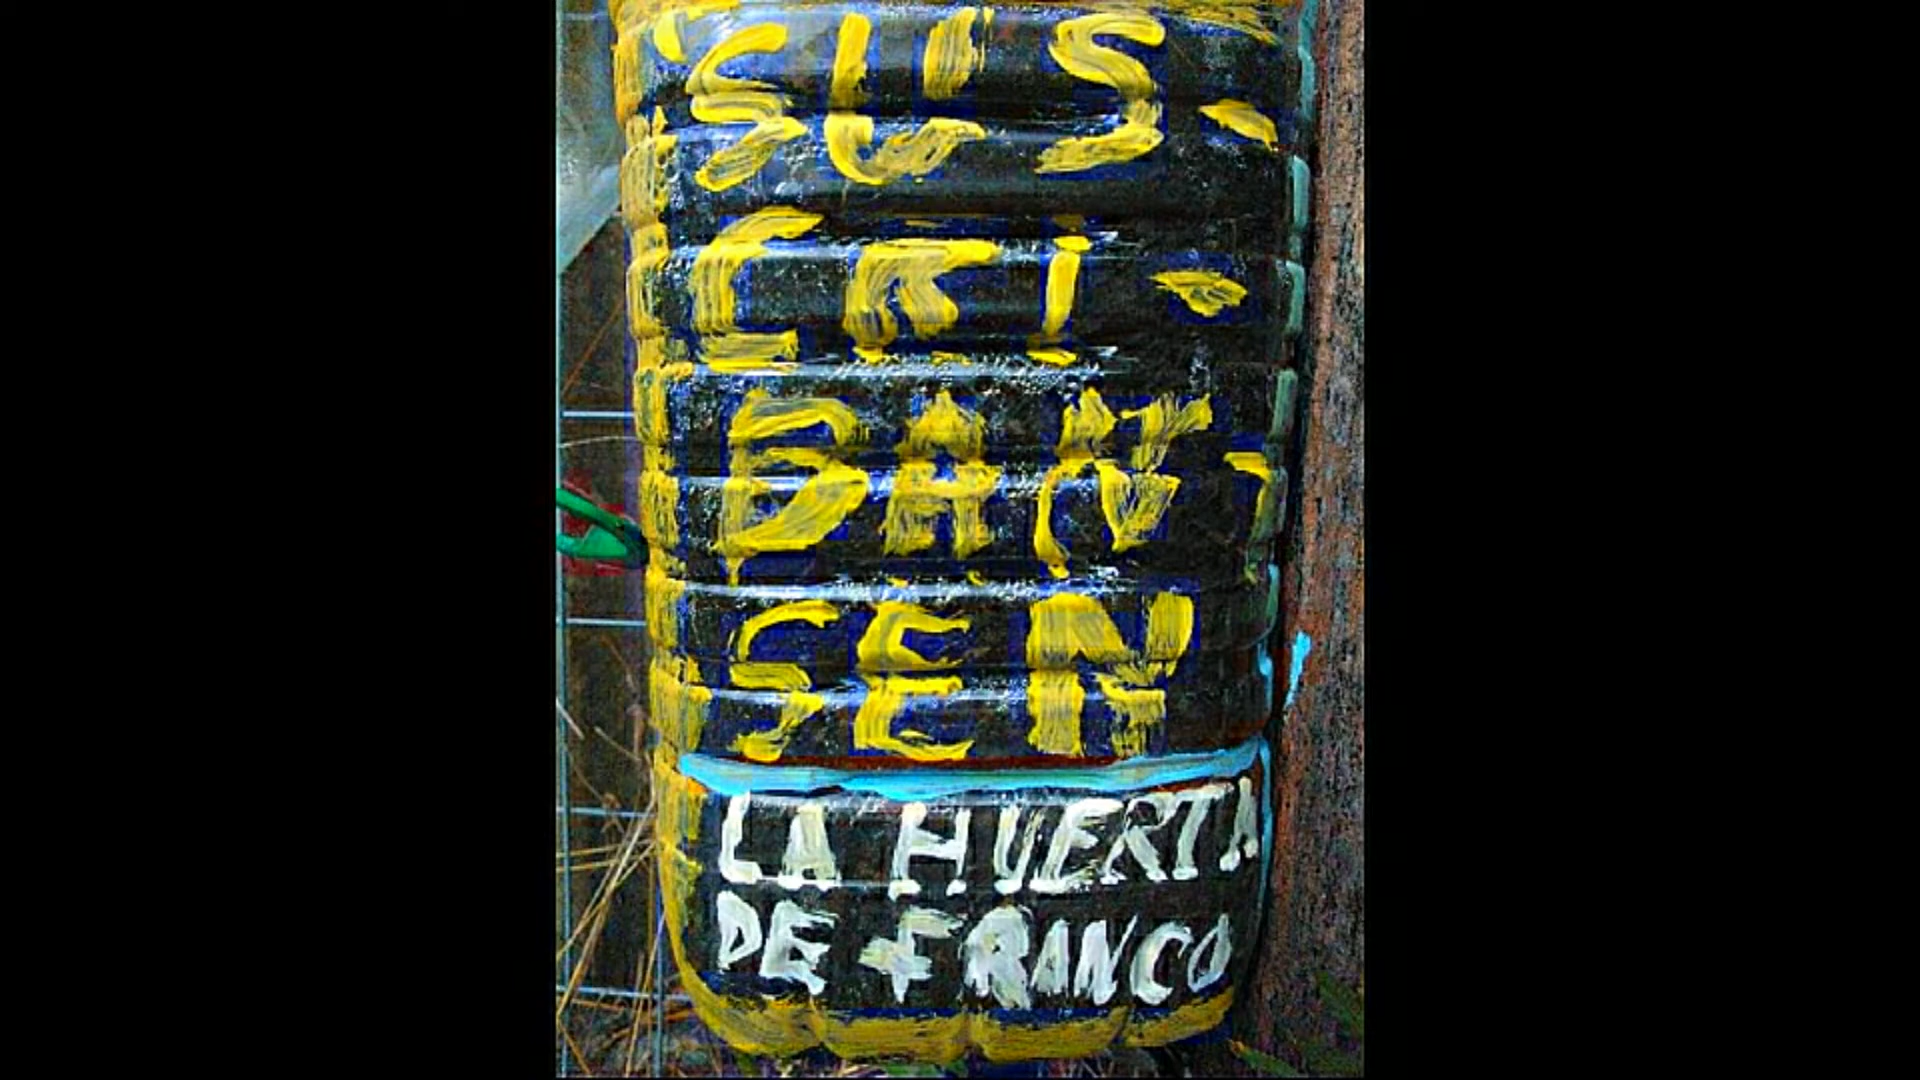 SUS-
CRI-
BAN-
SEN
LA HUERTA
DE FRANCO